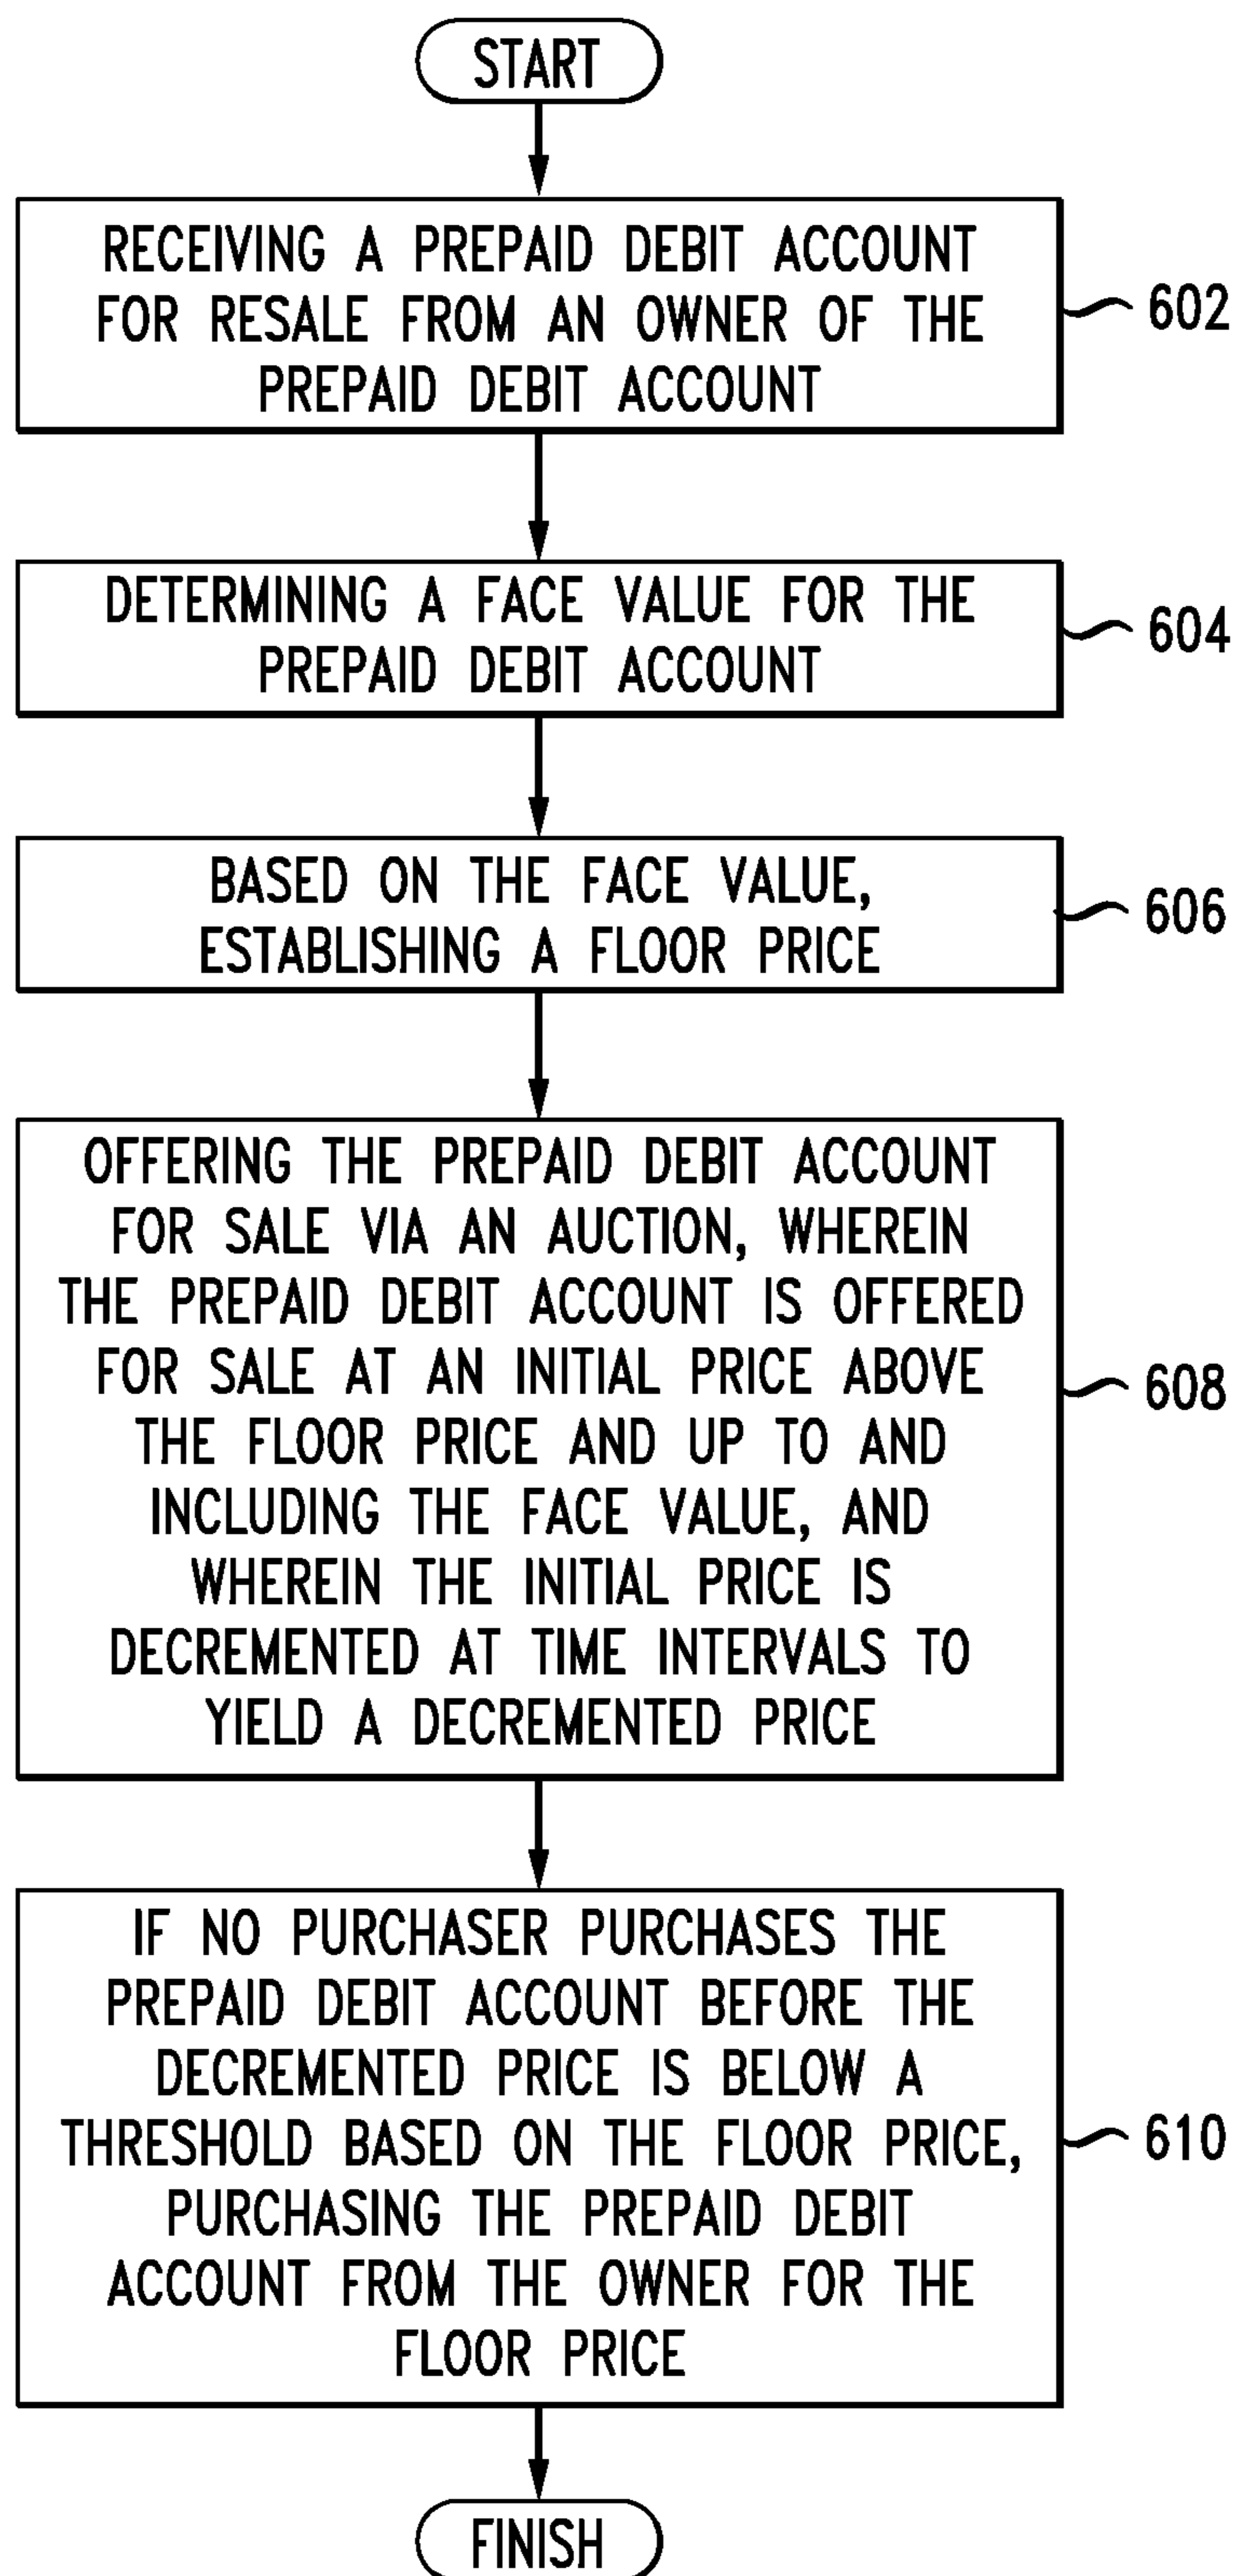 START
RECEIVING A PREPAID DEBIT ACCOUNT
FOR RESALE FROM AN OWNER OF THE
PREPAID DEBIT ACCOUNT
602
DETERMINING A FACE VALUE FOR THE
PREPAID DEBIT ACCOUNT
604
BASED ON THE FACE VALUE,
ESTABLISHING A FLOOR PRICE
606
OFFERING THE PREPAID DEBIT ACCOUNT
FOR SALE VIA AN AUCTION, WHEREIN
THE PREPAID DEBIT ACCOUNT IS OFFERED
FOR SALE AT AN INITIAL PRICE ABOVE
THE FLOOR PRICE AND UP TO AND
INCLUDING THE FACE VALUE, AND
WHEREIN THE INITIAL PRICE IS
DECREMENTED AT TIME INTERVALS TO
YIELD A DECREMENTED PRICE
608
IF NO PURCHASER PURCHASES THE
PREPAID DEBIT ACCOUNT BEFORE THE
DECREMENTED PRICE IS BELOW A
THRESHOLD BASED ON THE FLOOR PRICE,
PURCHASING THE PREPAID DEBIT
ACCOUNT FROM THE OWNER FOR THE
FLOOR PRICE
610
FINISH